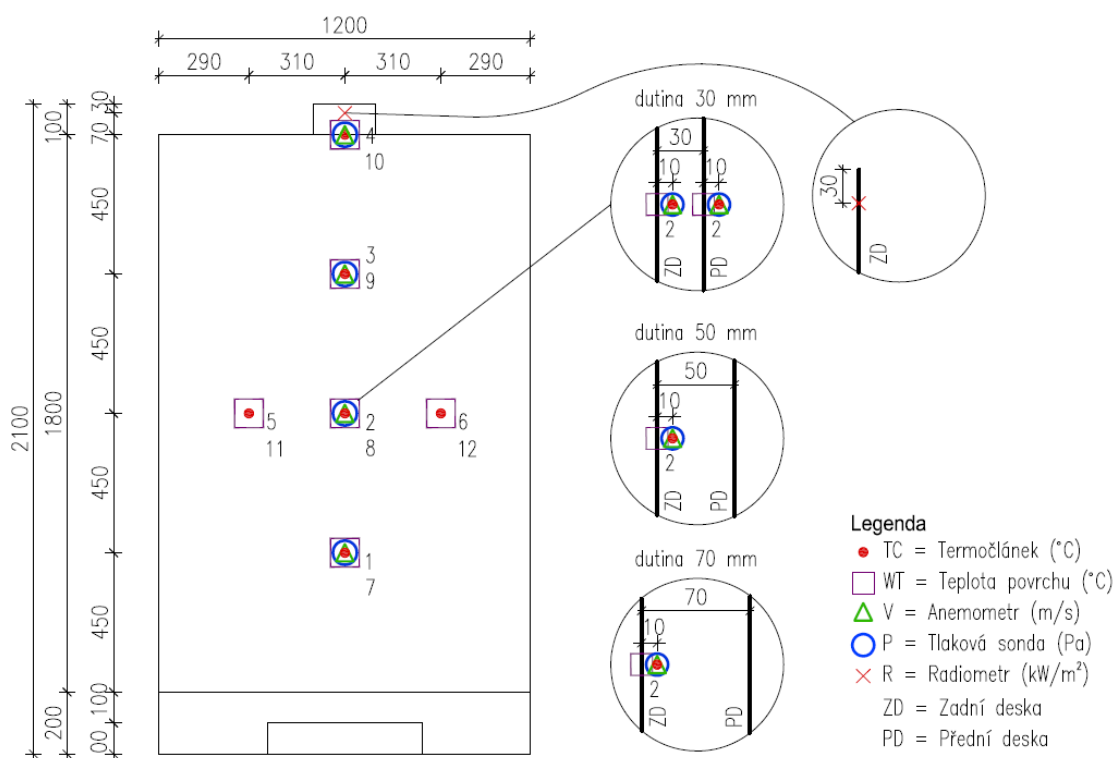 1200
290 310 310 290
30
70
100
450
450
450
450
1800
2100
100
00
200
4
10
3
9
2
8
5
11
6
12
1
7
dutina 30 mm
30
10 10
2 2
ZD PD
30
ZD
dutina 50 mm
50
10
2
ZD PD
dutina 70 mm
70
10
2
ZD PD
Legenda
TC = Termočlánek (°C)
WT = Teplota povrchu (°C)
V = Anemometr (m/s)
P = Tlaková sonda (Pa)
R = Radiometr (kW/m²)
ZD = Zadní deska
PD = Přední deska